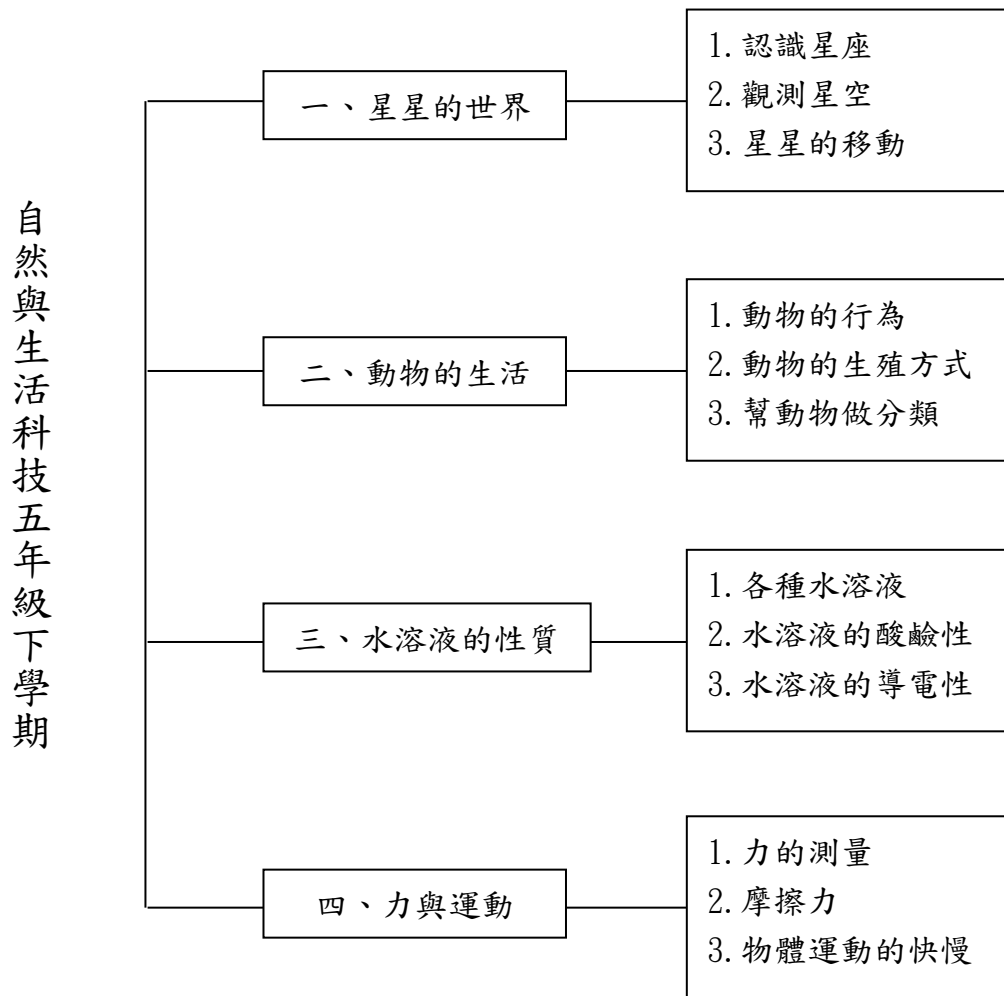 自然與生活科技五年級下學期
一、星星的世界
1.認識星座
2.觀測星空
3.星星的移動
二、動物的生活
1.動物的行為
2.動物的生殖方式
3.幫動物做分類
三、水溶液的性質
1.各種水溶液
2.水溶液的酸鹼性
3.水溶液的導電性
四、力與運動
1.力的測量
2.摩擦力
3.物體運動的快慢